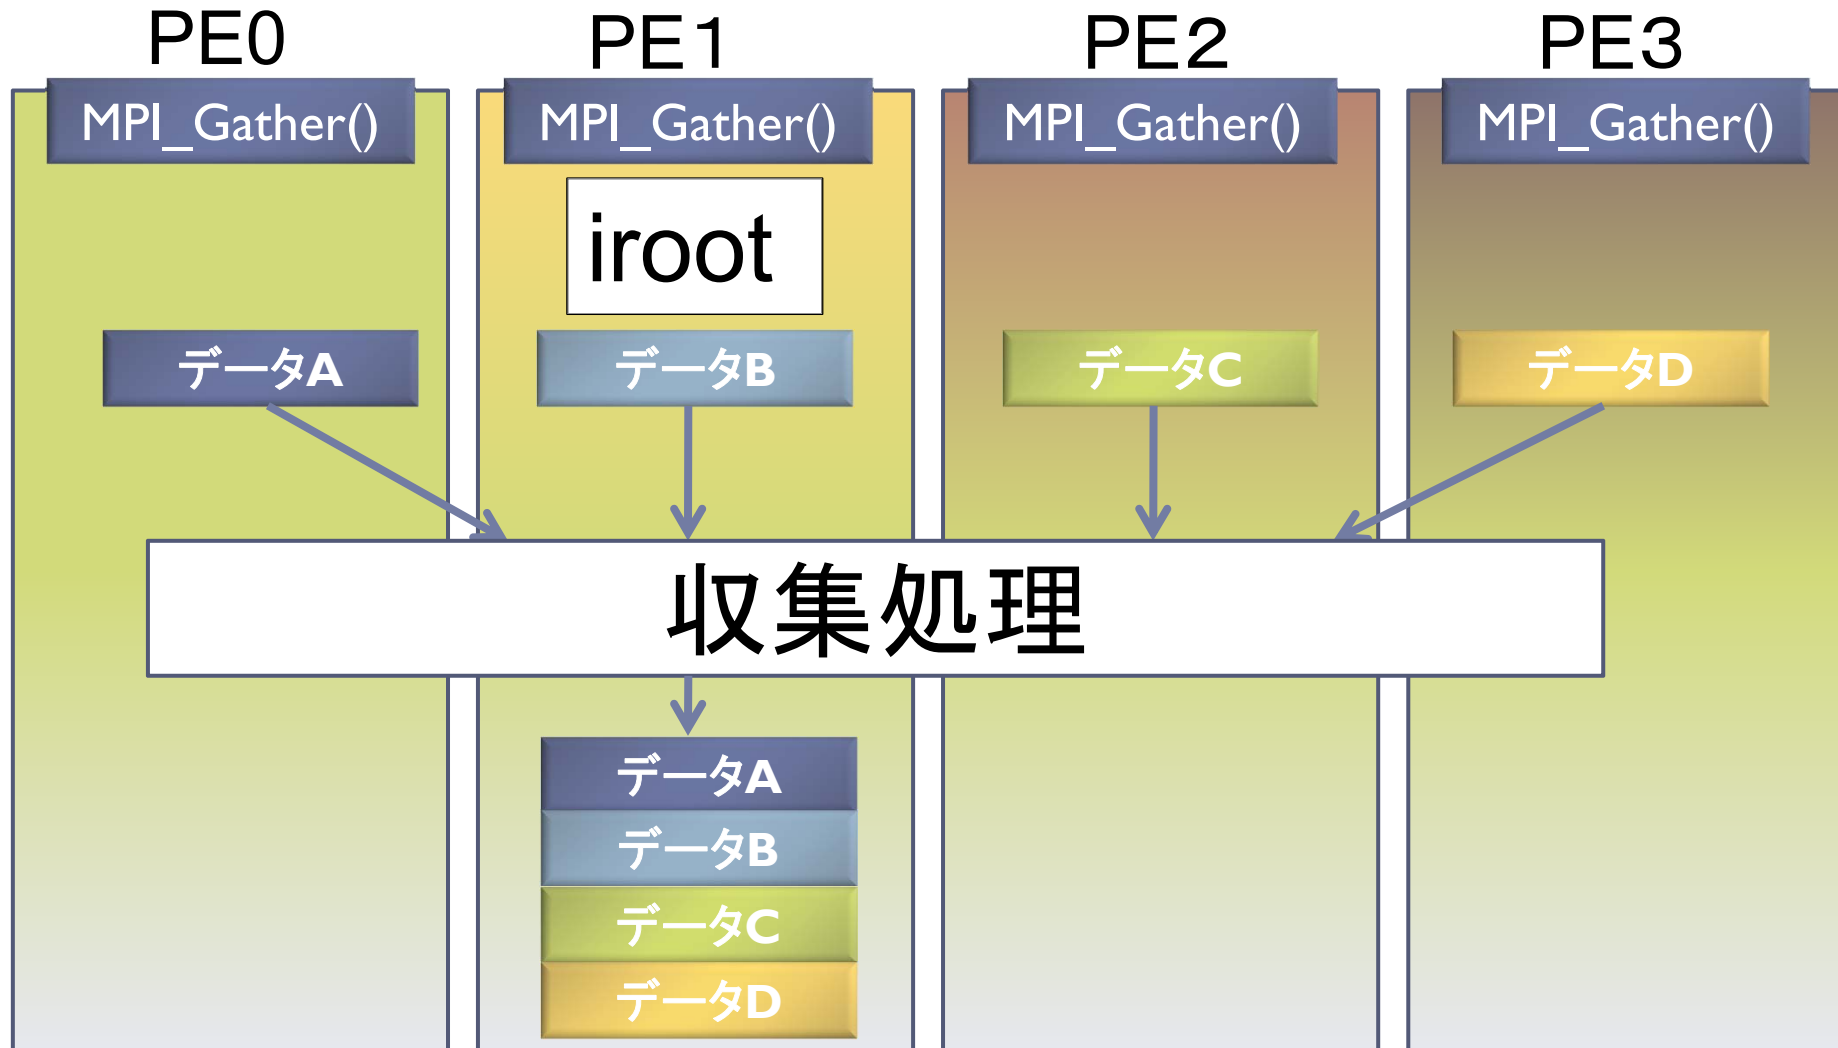 PE0
PE1
PE2
PE3
MPI_Gather()
MPI_Gather()
MPI_Gather()
MPI_Gather()
iroot
データA
データB
データC
データD
収集処理
データA
データB
データC
データD